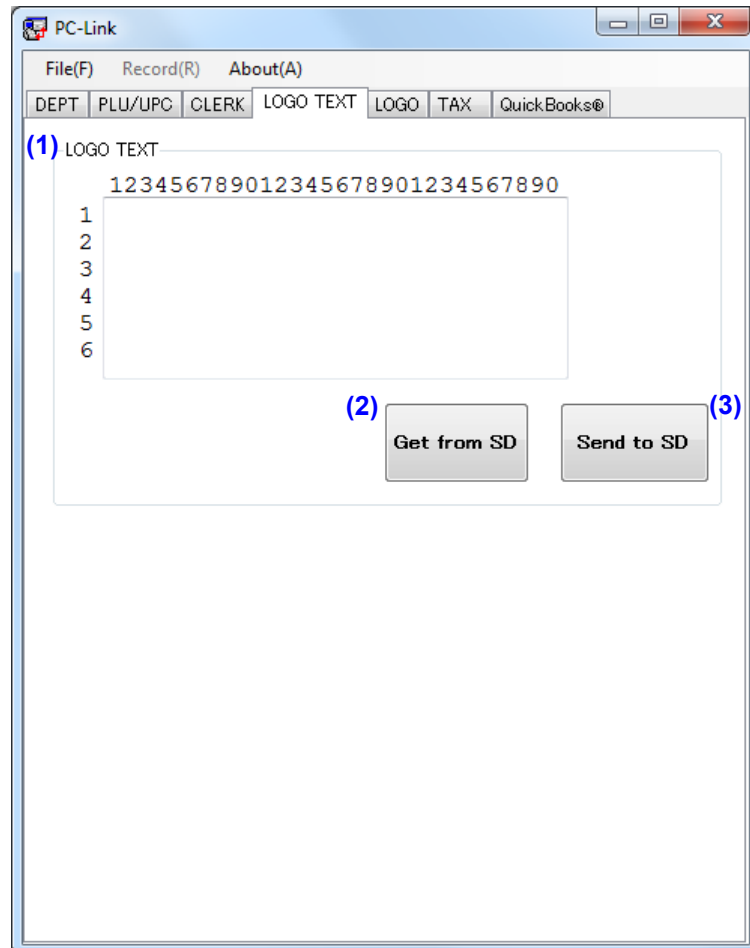 PC-Link
File(F) Record(R) About(A)
DEPT PLU/UPC CLERK LOGO TEXT LOGO TAX QuickBooks®
(1) LOGO TEXT
123456789012345678901234567890
1
2
3
4
5
6
(2) (3)
Get from SD Send to SD